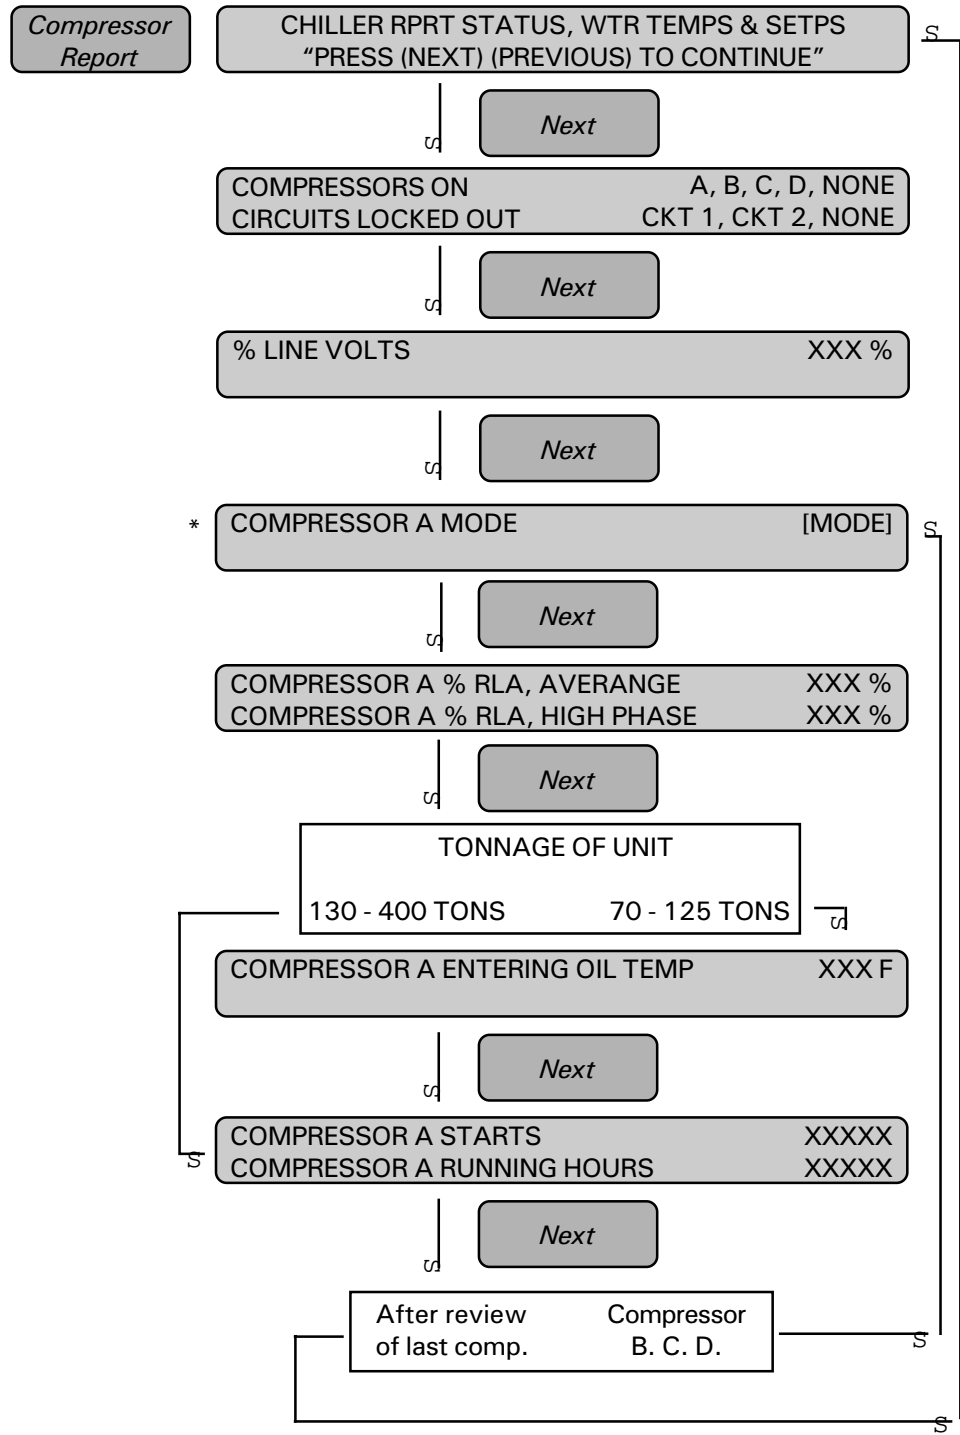 Compressor
Report
CHILLER RPRT STATUS, WTR TEMPS & SETPS
“PRESS (NEXT) (PREVIOUS) TO CONTINUE”
S
S
Next
COMPRESSORS ON A, B, C, D, NONE
CIRCUITS LOCKED OUT CKT 1, CKT 2, NONE
S
Next
% LINE VOLTS XXX %
S
Next
* COMPRESSOR A MODE [MODE]
S
S
Next
COMPRESSOR A % RLA, AVERANGE XXX %
COMPRESSOR A % RLA, HIGH PHASE XXX %
S
Next
TONNAGE OF UNIT
130 - 400 TONS 70 - 125 TONS
S
COMPRESSOR A ENTERING OIL TEMP XXX F
S
Next
COMPRESSOR A STARTS XXXXX
COMPRESSOR A RUNNING HOURS XXXXX
S
S
Next
After review Compressor
of last comp. B. C. D.
S
S